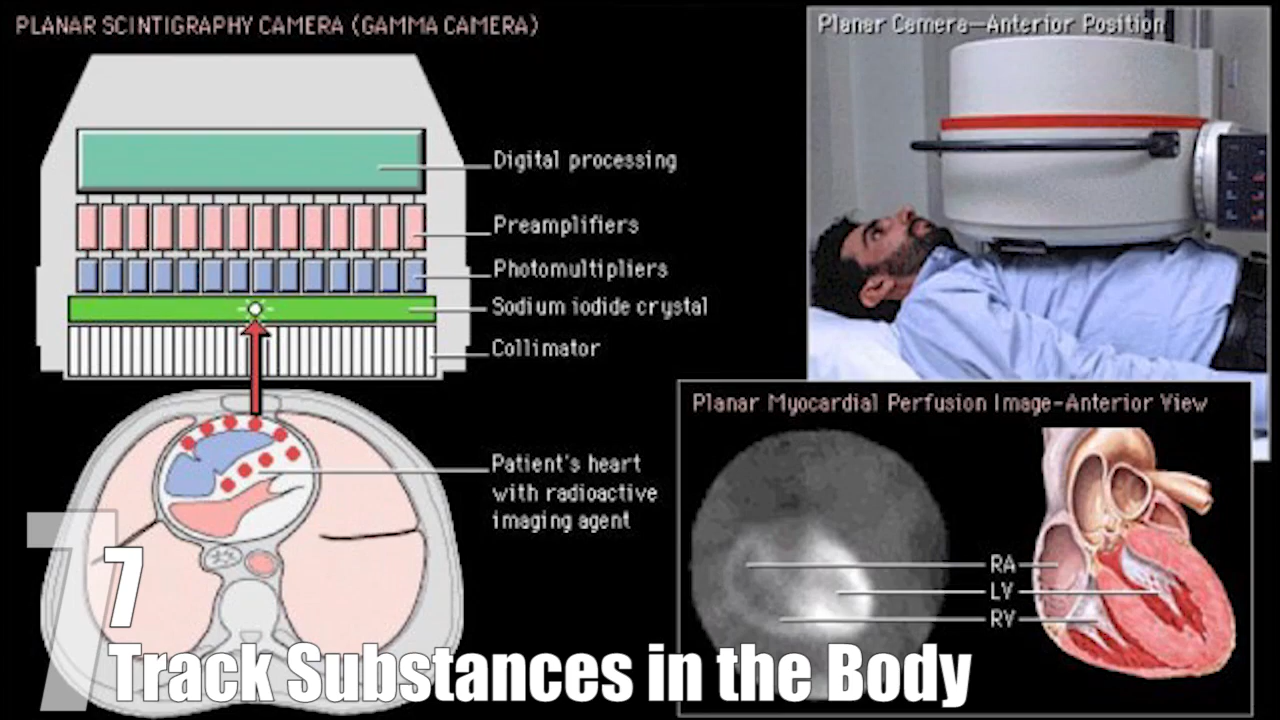 PLANAR SCINTIGRAPHY CAMERA (GAMMA CAMERA)
Digital processing
Preamplifiers
Photomultipliers
Sodium iodide crystal
Collimator
Patient's heart
with radioactive
imaging agent
Planar Camera—Anterior Position
Planar Myocardial Perfusion Image-Anterior View
RA
LV
RV
7
7
Track Substances in the Body